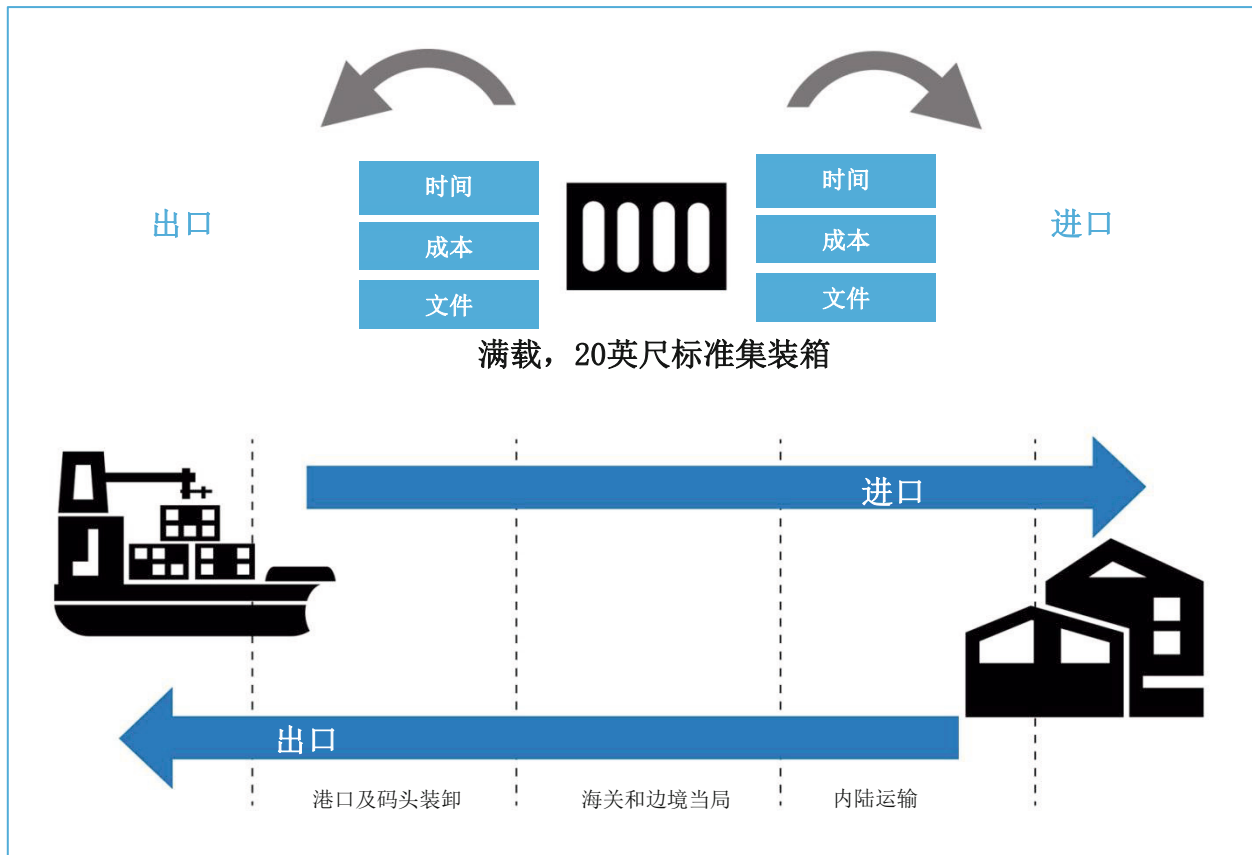 时间
时间
出口
成本
成本
进口
文件
文件
满载，20英尺标准集装箱
进口
出口
港口及码头装卸
海关和边境当局
内陆运输